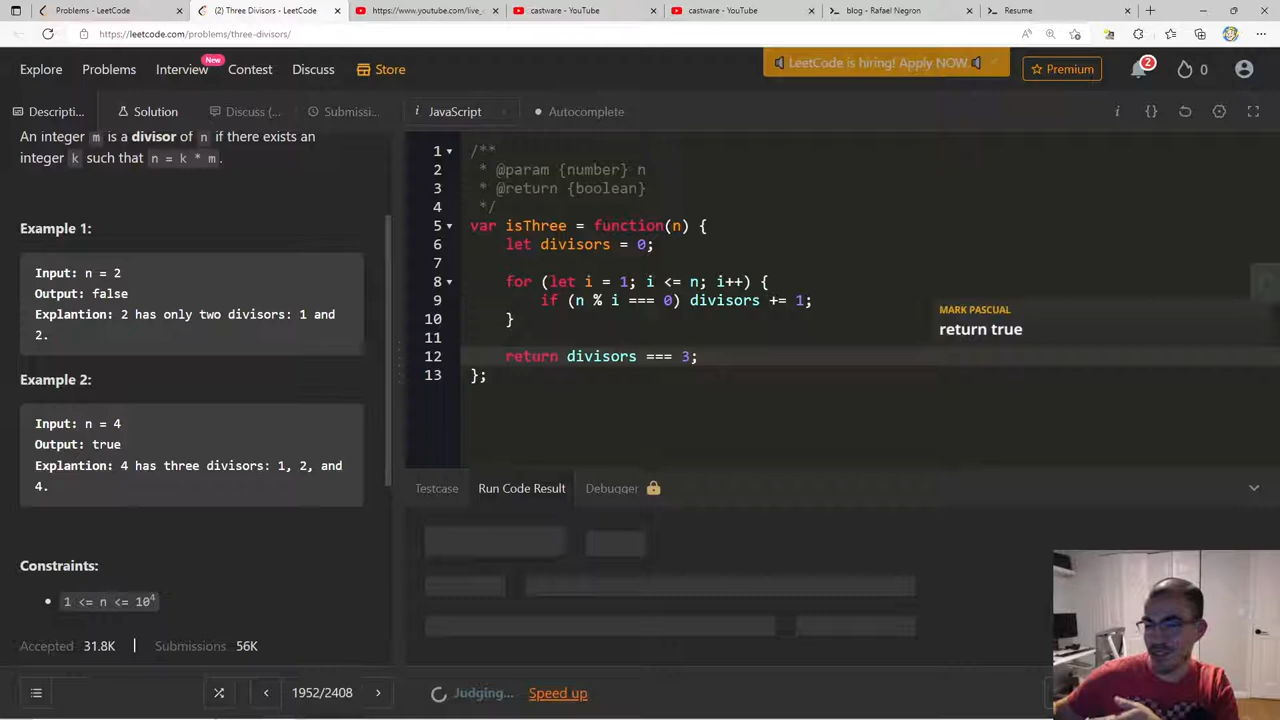 Problems - LeetCode
(2) Three Divisors - LeetCode
https://www.youtube.com/live_c
castware - YouTube
castware - YouTube
blog - Rafael Negron
Resume
https://leetcode.com/problems/three-divisors/
Explore
Problems
Interview
New
Contest
Discuss
Store
LeetCode is hiring! Apply NOW
Premium
2
0
Descripti...
Solution
Discuss (...
Submissi...
i JavaScript
Autocomplete
An integer m is a divisor of n if there exists an
integer k such that n = k * m.
Example 1:
Input: n = 2
Output: false
Explantion: 2 has only two divisors: 1 and
2.
Example 2:
Input: n = 4
Output: true
Explantion: 4 has three divisors: 1, 2, and
4.
Constraints:
1 <= n <= 10⁴
Accepted 31.8K
Submissions 56K
1952/2408
1 /**
2 * @param {number} n
3 * @return {boolean}
4 */
5 var isThree = function(n) {
6 let divisors = 0;
7
8 for (let i = 1; i <= n; i++) {
9 if (n % i === 0) divisors += 1;
10 }
11
12 return divisors === 3;
13 };
MARK PASCUAL
return true
Testcase
Run Code Result
Debugger
Judging...
Speed up